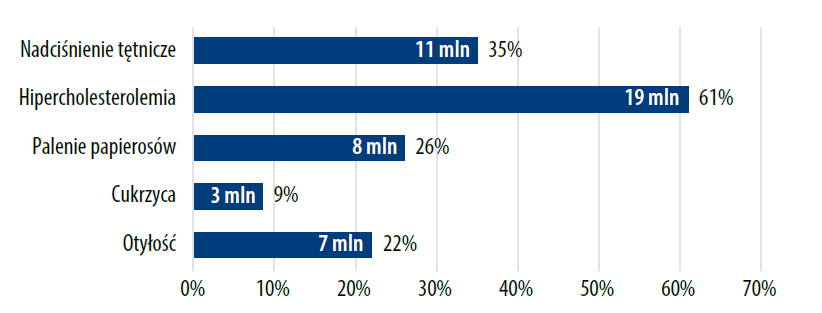 Nadciśnienie tętnicze 11 mln 35%
Hipercholesterolemia 19 mln 61%
Palenie papierosów 8 mln 26%
Cukrzyca 3 mln 9%
Otyłość 7 mln 22%
0% 10% 20% 30% 40% 50% 60% 70%